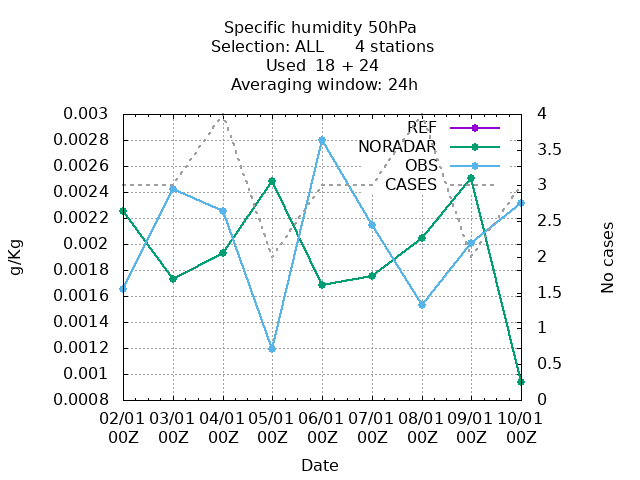 Specific humidity 50hPa
Selection: ALL 4 stations
Used 18 + 24
Averaging window: 24h
0.003
0.0028
0.0026
0.0024
0.0022
0.002
0.0018
0.0016
0.0014
0.0012
0.001
0.0008
g/Kg
REF
NORADAR
OBS
CASES
4
3.5
3
2.5
2
1.5
1
0.5
0
No cases
02/01 03/01 04/01 05/01 06/01 07/01 08/01 09/01 10/01
00Z 00Z 00Z 00Z 00Z 00Z 00Z 00Z 00Z
Date